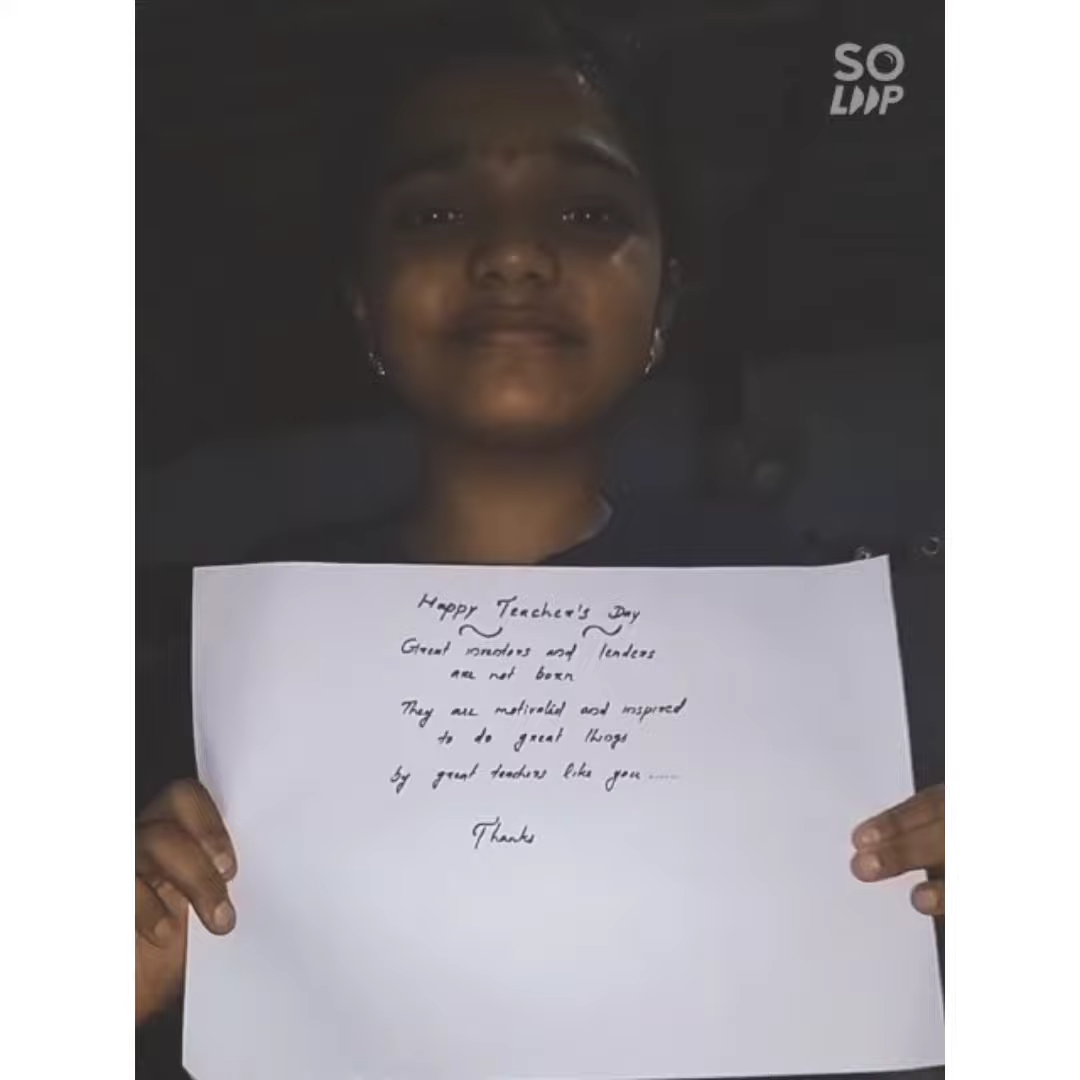 SO
LOOP
Happy Teacher's Day
Great inventors and leaders
are not born
They are motivated and inspired
to do great things
by great teachers like you ......
Thanks